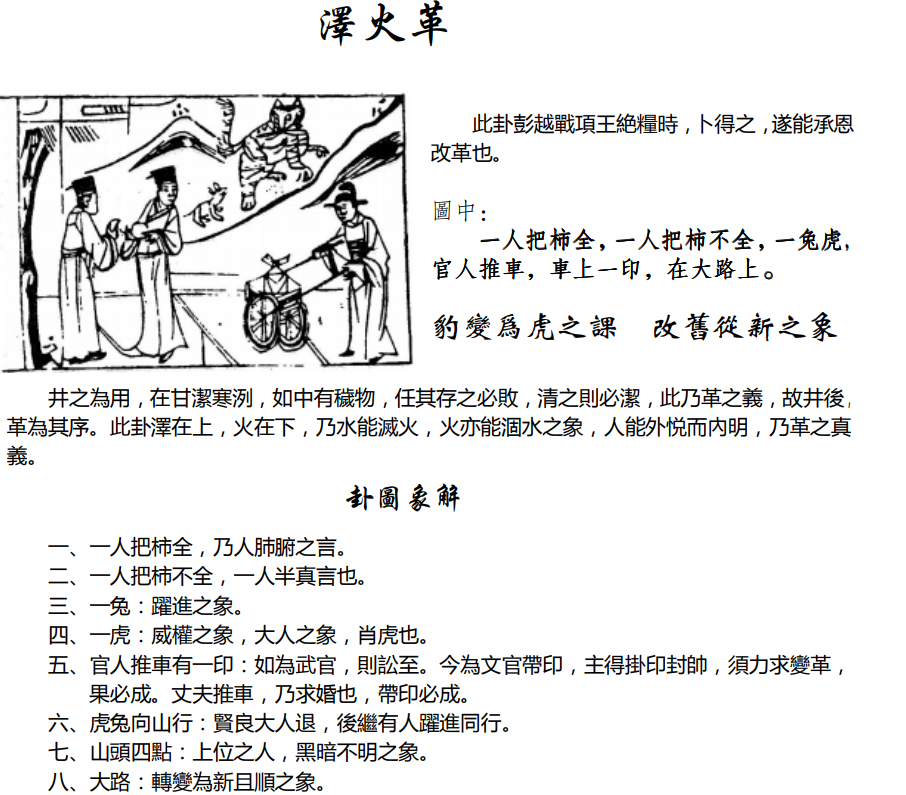 澤火革
此卦彭越戰項王絕糧時，卜得之，遂能承恩
改革也。
圖中：
一人把柿全，一人把柿不全，一兔虎，
官人推車，車上一印，在大路上。
豹變爲虎之課　改舊從新之象
井之為用，在甘潔寒洌，如中有穢物，任其存之必敗，清之則必潔，此乃革之義，故井後，
革為其序。此卦澤在上，火在下，乃水能滅火，火亦能涸水之象，人能外悅而內明，乃革之真
義。
卦圖象解
一、一人把柿全，乃人肺腑之言。
二、一人把柿不全，一人半真言也。
三、一兔：躍進之象。
四、一虎：威權之象，大人之象，肖虎也。
五、官人推車有一印：如為武官，則訟至。今為文官帶印，主得掛印封帥，須力求變革，
果必成。丈夫推車，乃求婚也，帶印必成。
六、虎兔向山行：賢良大人退，後繼有人躍進同行。
七、山頭四點：上位之人，黑暗不明之象。
八、大路：轉變為新且順之象。